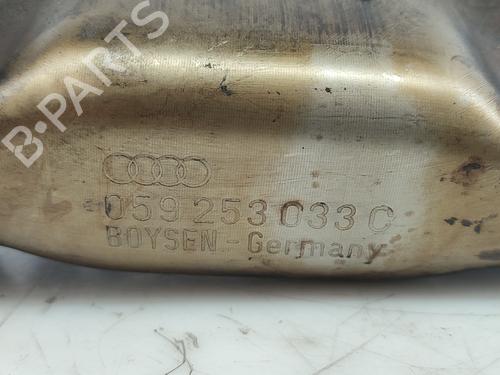 B-PARTS
059 253 033 C
BOYSEN - Germany